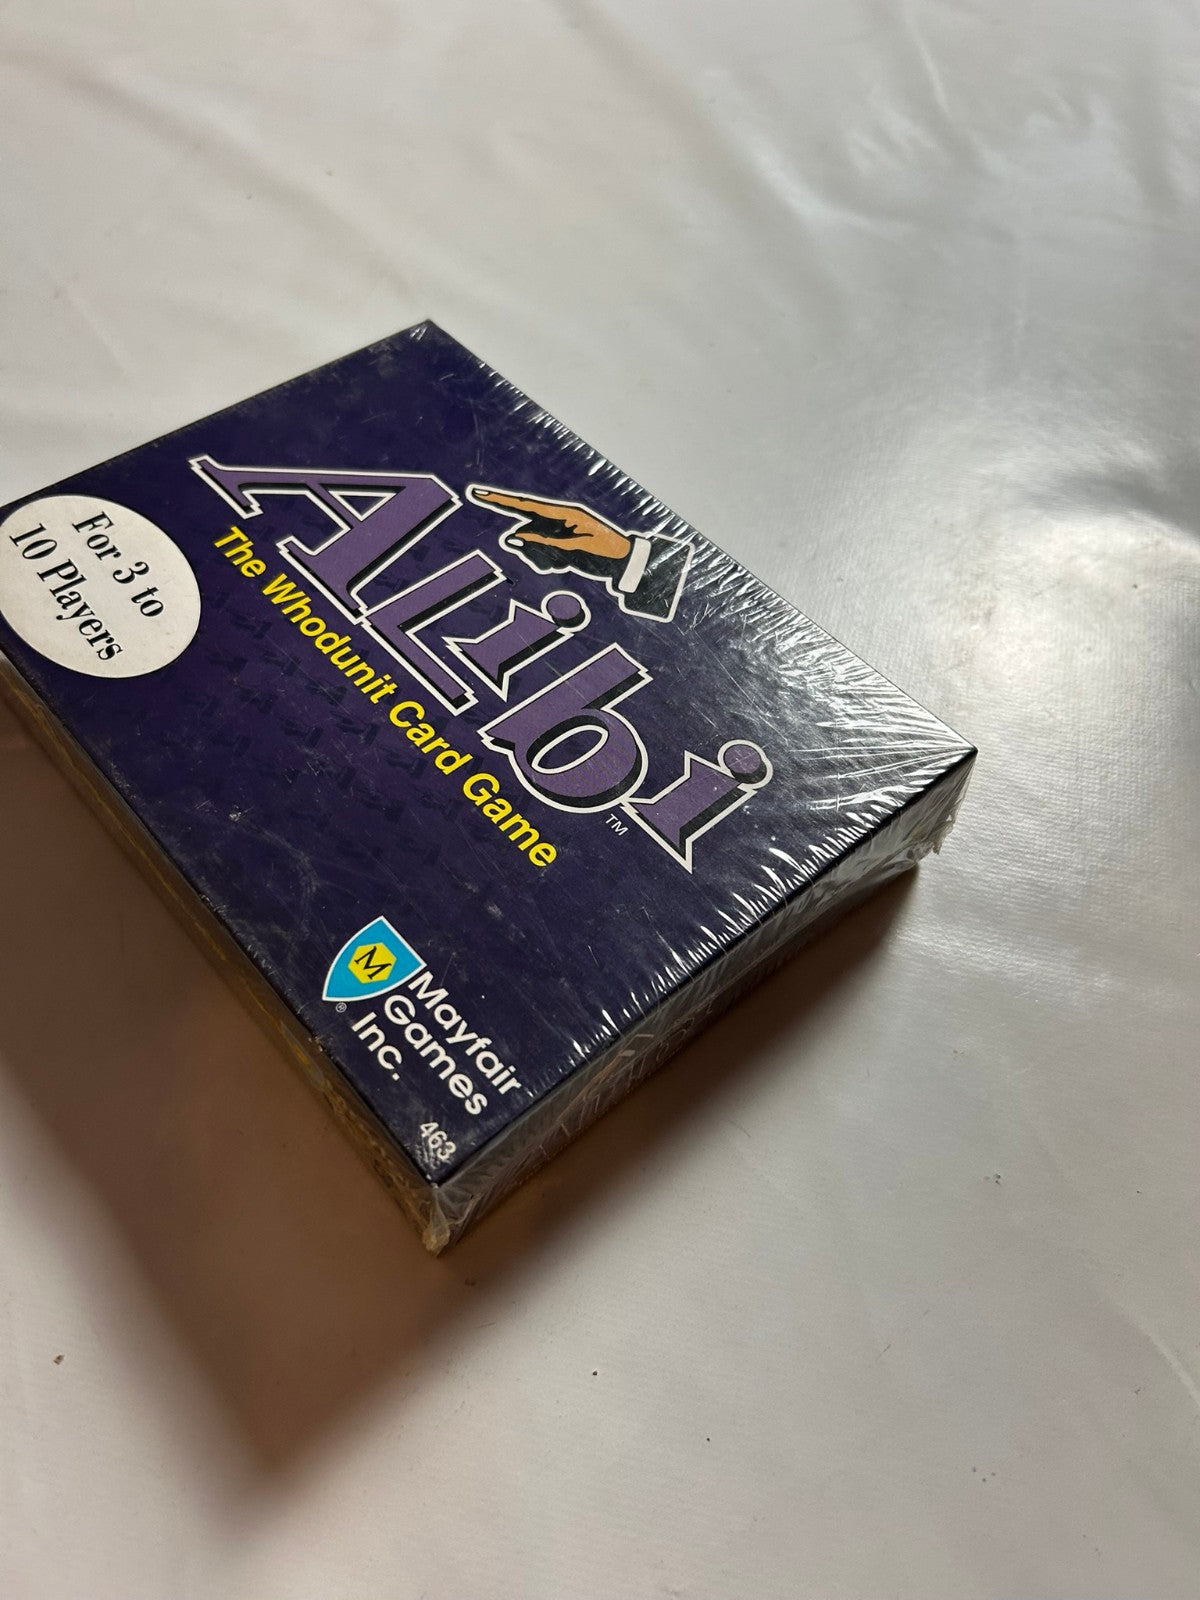 ALibi
TM
The Whodunit Card Game
For 3 to
10 Players
M
®
Mayfair
Games
Inc.
463